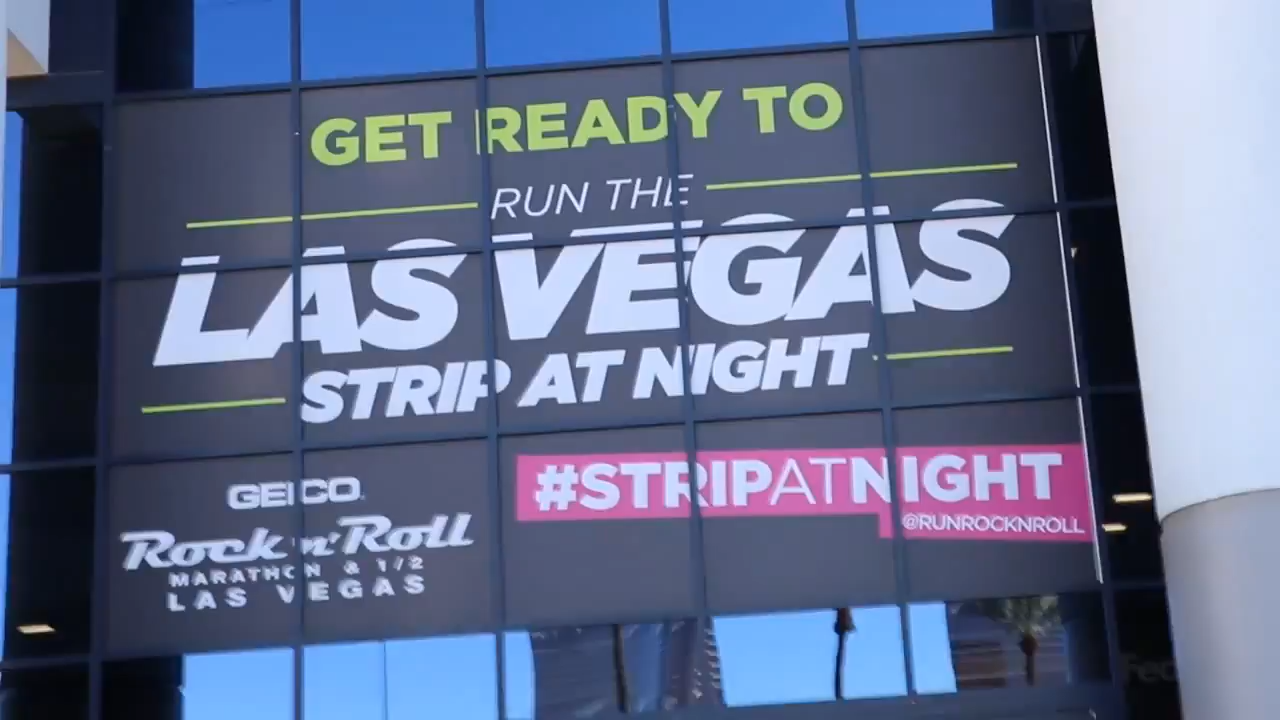 GET READY TO
RUN THE
LAS VEGAS
STRIP AT NIGHT
#STRIPATNIGHT
@RUNROCKNROLL
GEICO
Rock n' Roll
MARATHON & 1/2
LAS VEGAS